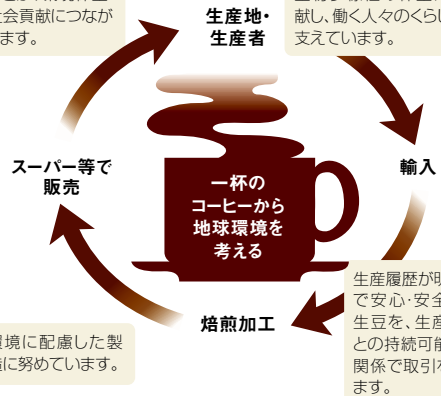 社会貢献につなが
ます。
生産地・
生産者
献し、働く人々のくらし
支えています。
スーパー等で
販売
一杯の
コーヒーから
地球環境を
考える
輸入
焙煎加工
環境に配慮した製
造に努めています。
生産履歴が明
で安心・安全
生豆を、生産
との持続可能
関係で取引を
ます。